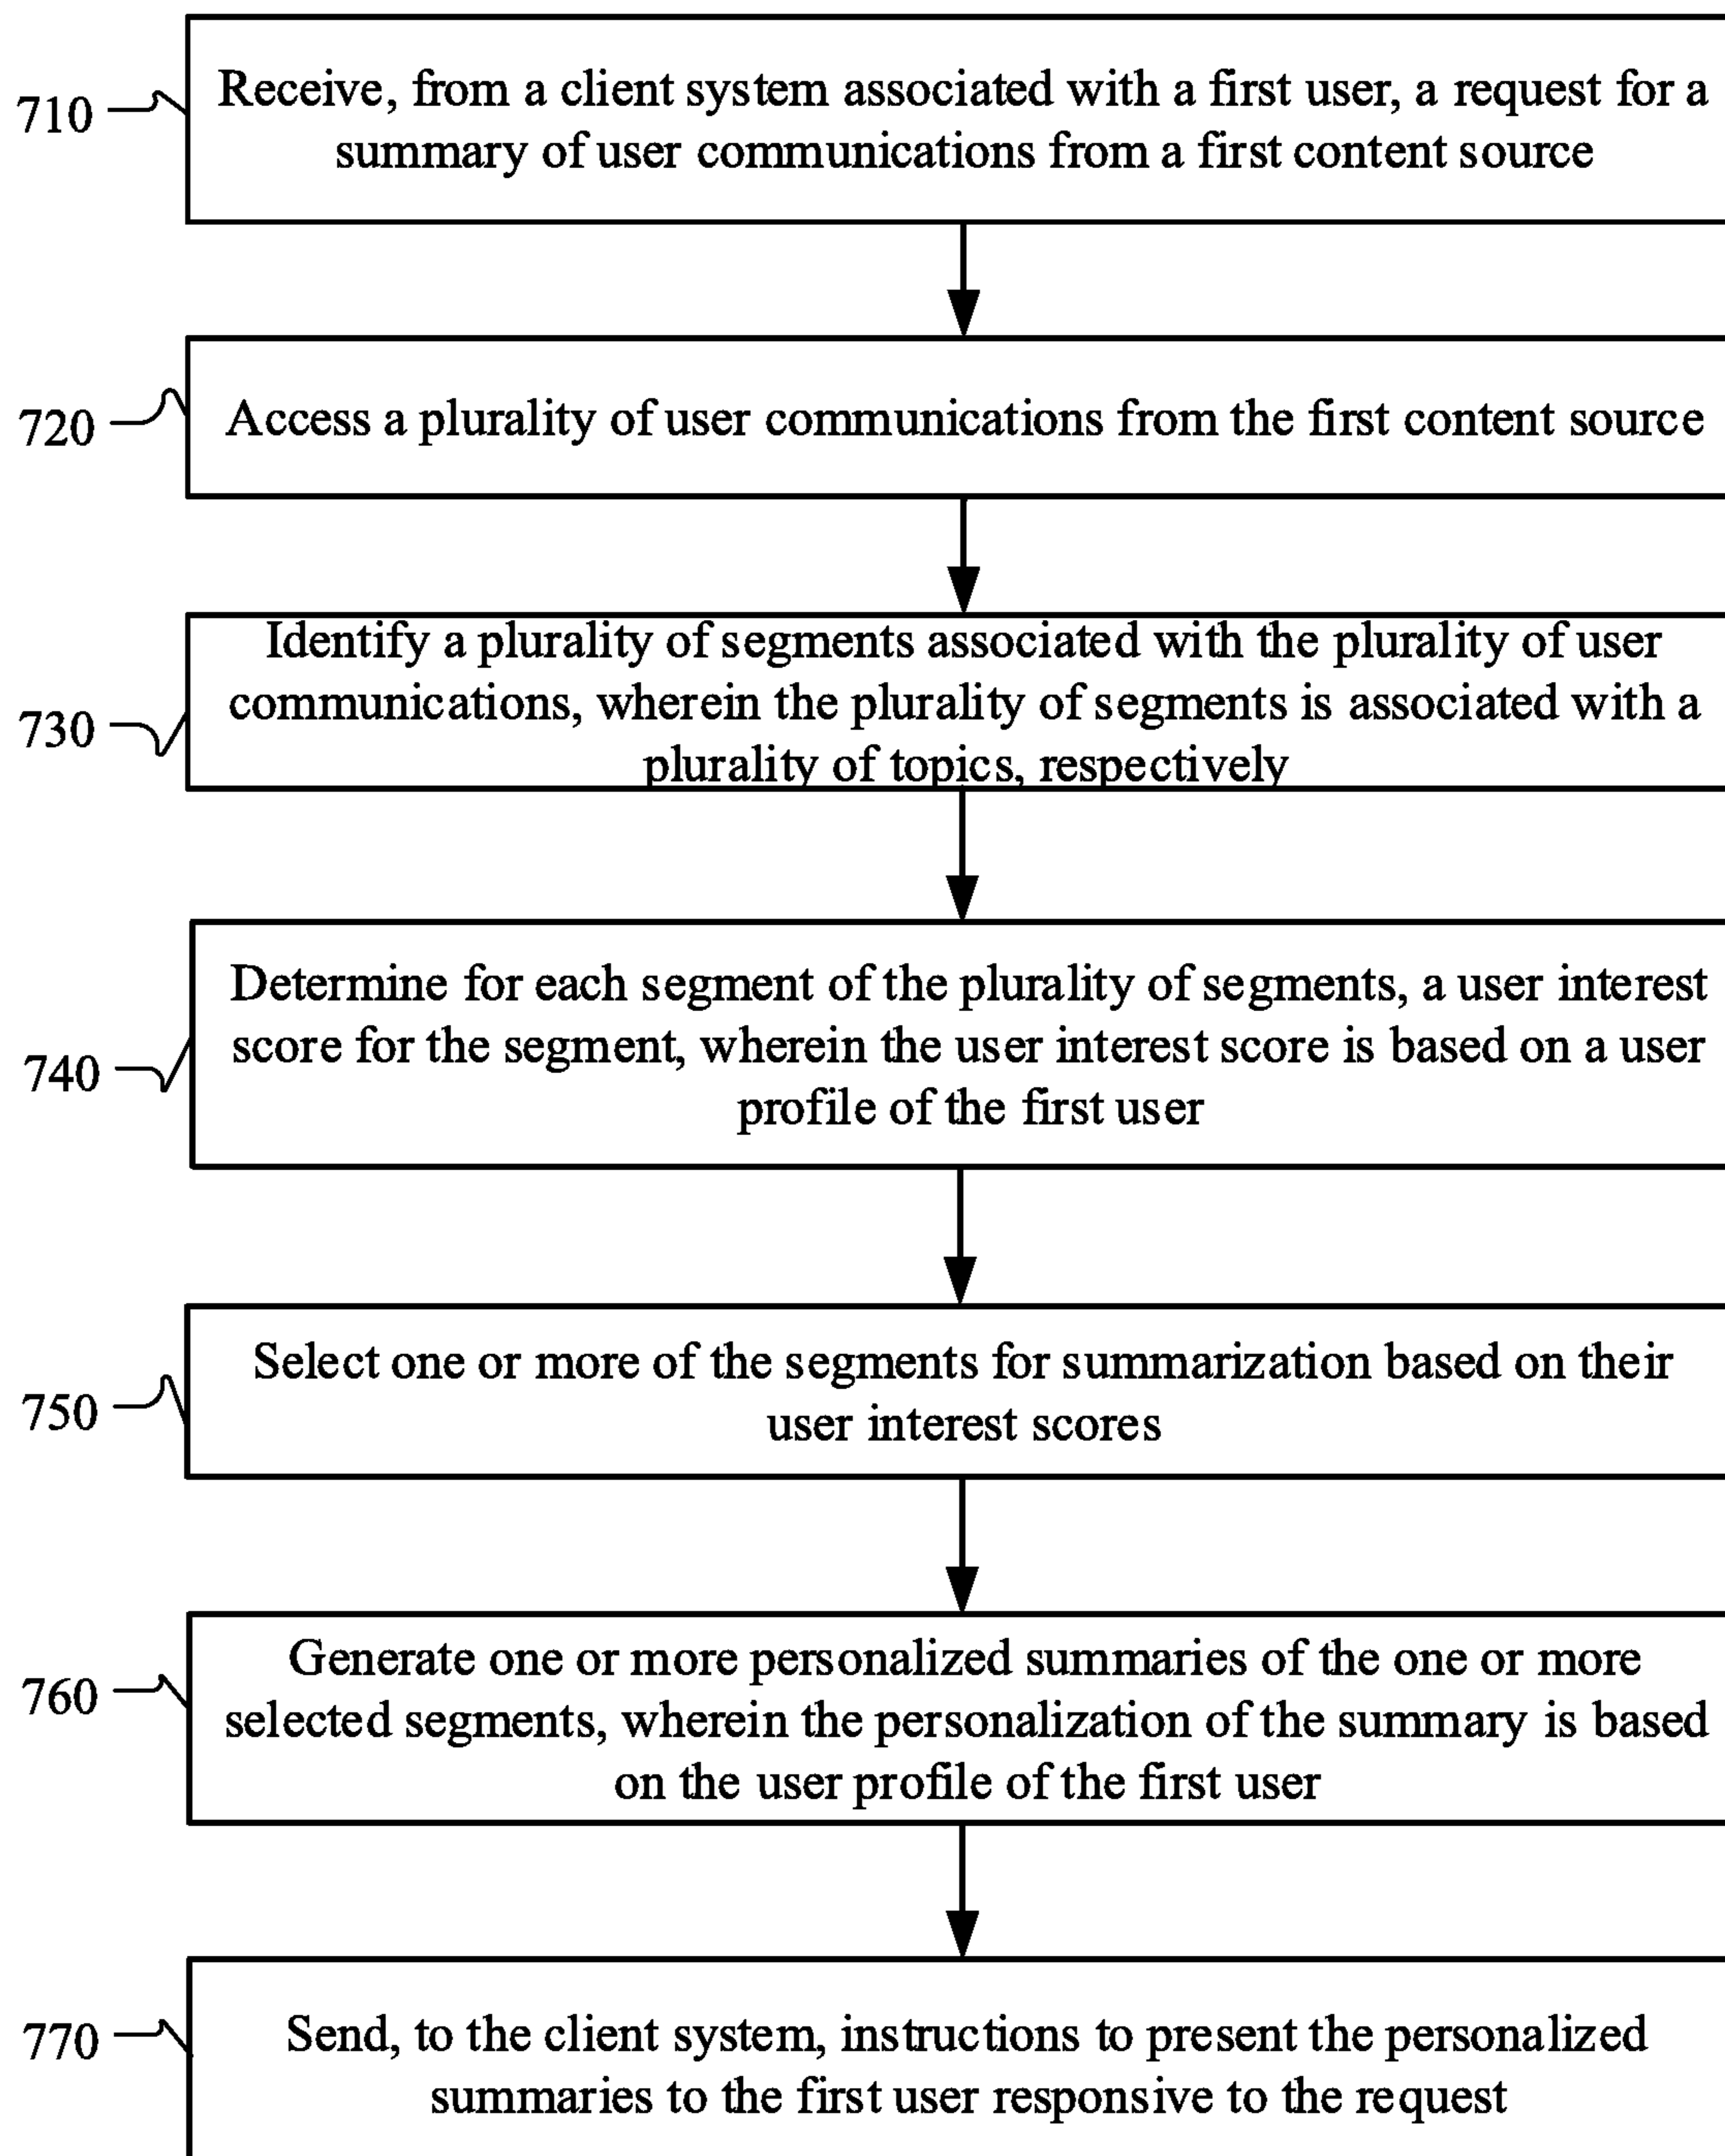 710
Receive, from a client system associated with a first user, a request for a
summary of user communications from a first content source
720
Access a plurality of user communications from the first content source
730
Identify a plurality of segments associated with the plurality of user
communications, wherein the plurality of segments is associated with a
plurality of topics, respectively
740
Determine for each segment of the plurality of segments, a user interest
score for the segment, wherein the user interest score is based on a user
profile of the first user
750
Select one or more of the segments for summarization based on their
user interest scores
760
Generate one or more personalized summaries of the one or more
selected segments, wherein the personalization of the summary is based
on the user profile of the first user
770
Send, to the client system, instructions to present the personalized
summaries to the first user responsive to the request